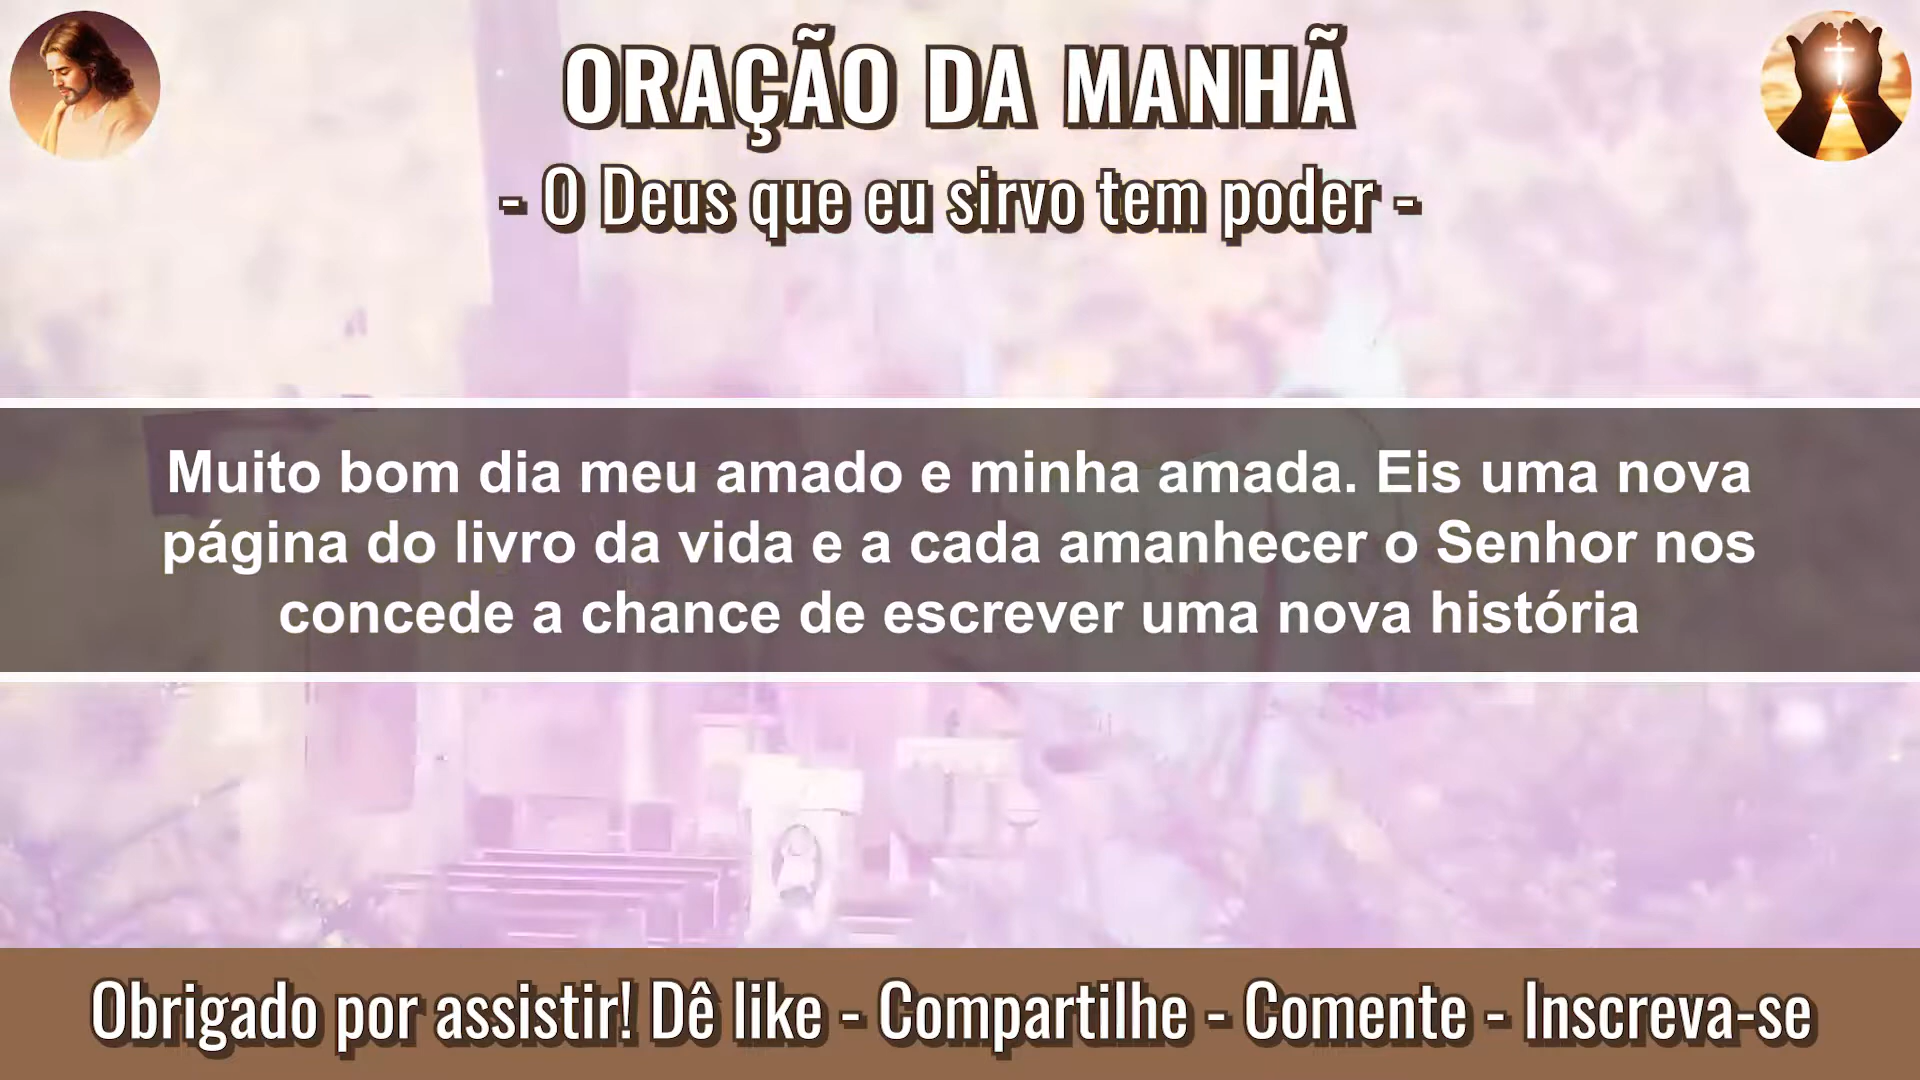 ORAÇÃO DA MANHÃ
- O Deus que eu sirvo tem poder -
Muito bom dia meu amado e minha amada. Eis uma nova
página do livro da vida e a cada amanhecer o Senhor nos
concede a chance de escrever uma nova história
Obrigado por assistir! Dê like - Compartilhe - Comente - Inscreva-se